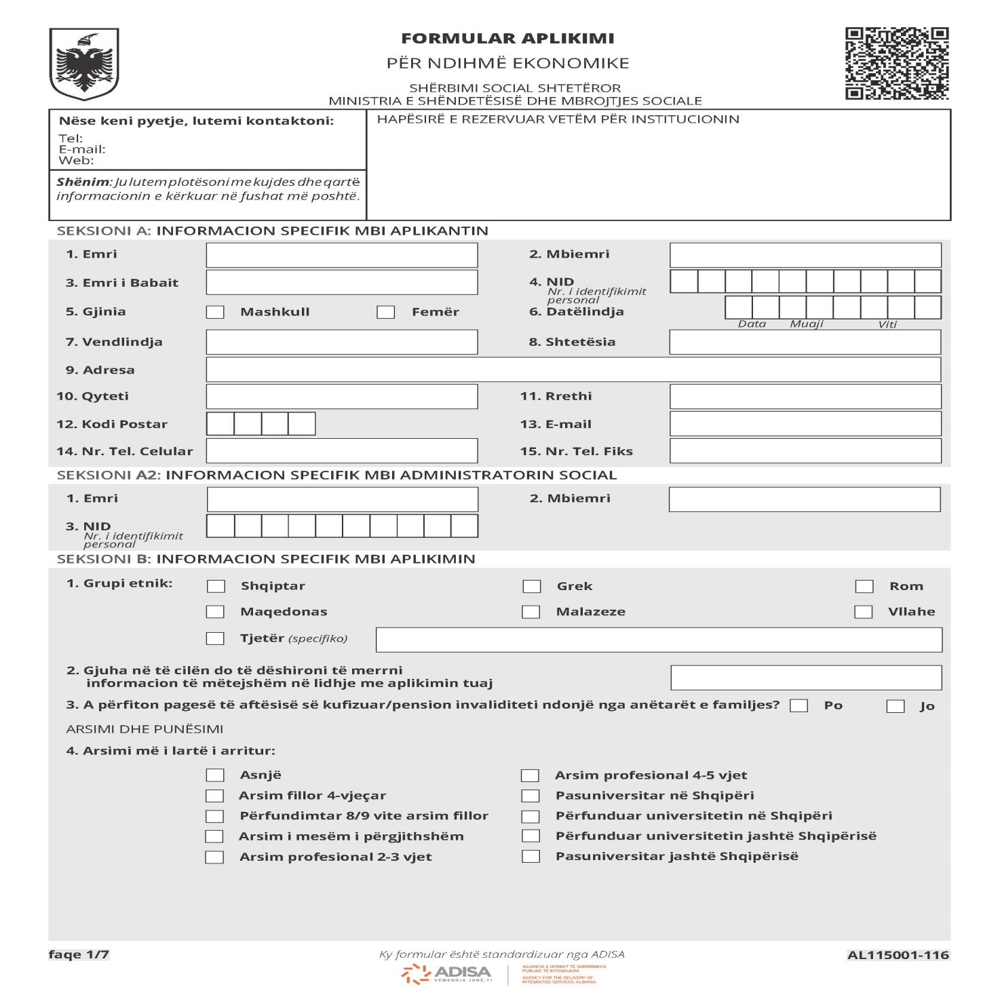 FORMULAR APLIKIMI
PËR NDIHMË EKONOMIKE
SHËRBIMI SOCIAL SHTETËROR
MINISTRIA E SHËNDETËSISË DHE MBROJTJES SOCIALE
Nëse keni pyetje, lutemi kontaktoni:
Tel:
E-mail:
Web:
Shënim: Ju lutem plotësoni me kujdes dhe qartë
informacionin e kërkuar në fushat më poshtë.
HAPËSIRË E REZERVUAR VETËM PËR INSTITUCIONIN
SEKSIONI A: INFORMACION SPECIFIK MBI APLIKANTIN
1. Emri
2. Mbiemri
3. Emri i Babait
4. NID
Nr. i identifikimit
personal
5. Gjinia Mashkull Femër
6. Datëlindja
Data Muaji Viti
7. Vendlindja
8. Shtetësia
9. Adresa
10. Qyteti
11. Rrethi
12. Kodi Postar
13. E-mail
14. Nr. Tel. Celular
15. Nr. Tel. Fiks
SEKSIONI A2: INFORMACION SPECIFIK MBI ADMINISTRATORIN SOCIAL
1. Emri
2. Mbiemri
3. NID
Nr. i identifikimit
personal
SEKSIONI B: INFORMACION SPECIFIK MBI APLIKIMIN
1. Grupi etnik: Shqiptar Grek Rom
Maqedonas Malazeze Vllahe
Tjetër (specifiko)
2. Gjuha në të cilën do të dëshironi të merrni
informacion të mëtejshëm në lidhje me aplikimin tuaj
3. A përfiton pagesë të aftësisë së kufizuar/pension invaliditeti ndonjë nga anëtarët e familjes? Po Jo
ARSIMI DHE PUNËSIMI
4. Arsimi më i lartë i arritur:
Asnjë
Arsim profesional 4-5 vjet
Arsim fillor 4-vjeçar
Pasuniversitar në Shqipëri
Përfundimtar 8/9 vite arsim fillor
Përfunduar universitetin në Shqipëri
Arsim i mesëm i përgjithshëm
Përfunduar universitetin jashtë Shqipërisë
Arsim profesional 2-3 vjet
Pasuniversitar jashtë Shqipërisë
faqe 1/7
Ky formular është standardizuar nga ADISA
AL115001-116
ADISA
VËMENDJA JONË, TI
AGJENCIA E OFRIMIT TË SHËRBIMEVE
PUBLIKE TË INTEGRUARA
AGENCY FOR THE DELIVERY OF
INTEGRATED SERVICES ALBANIA